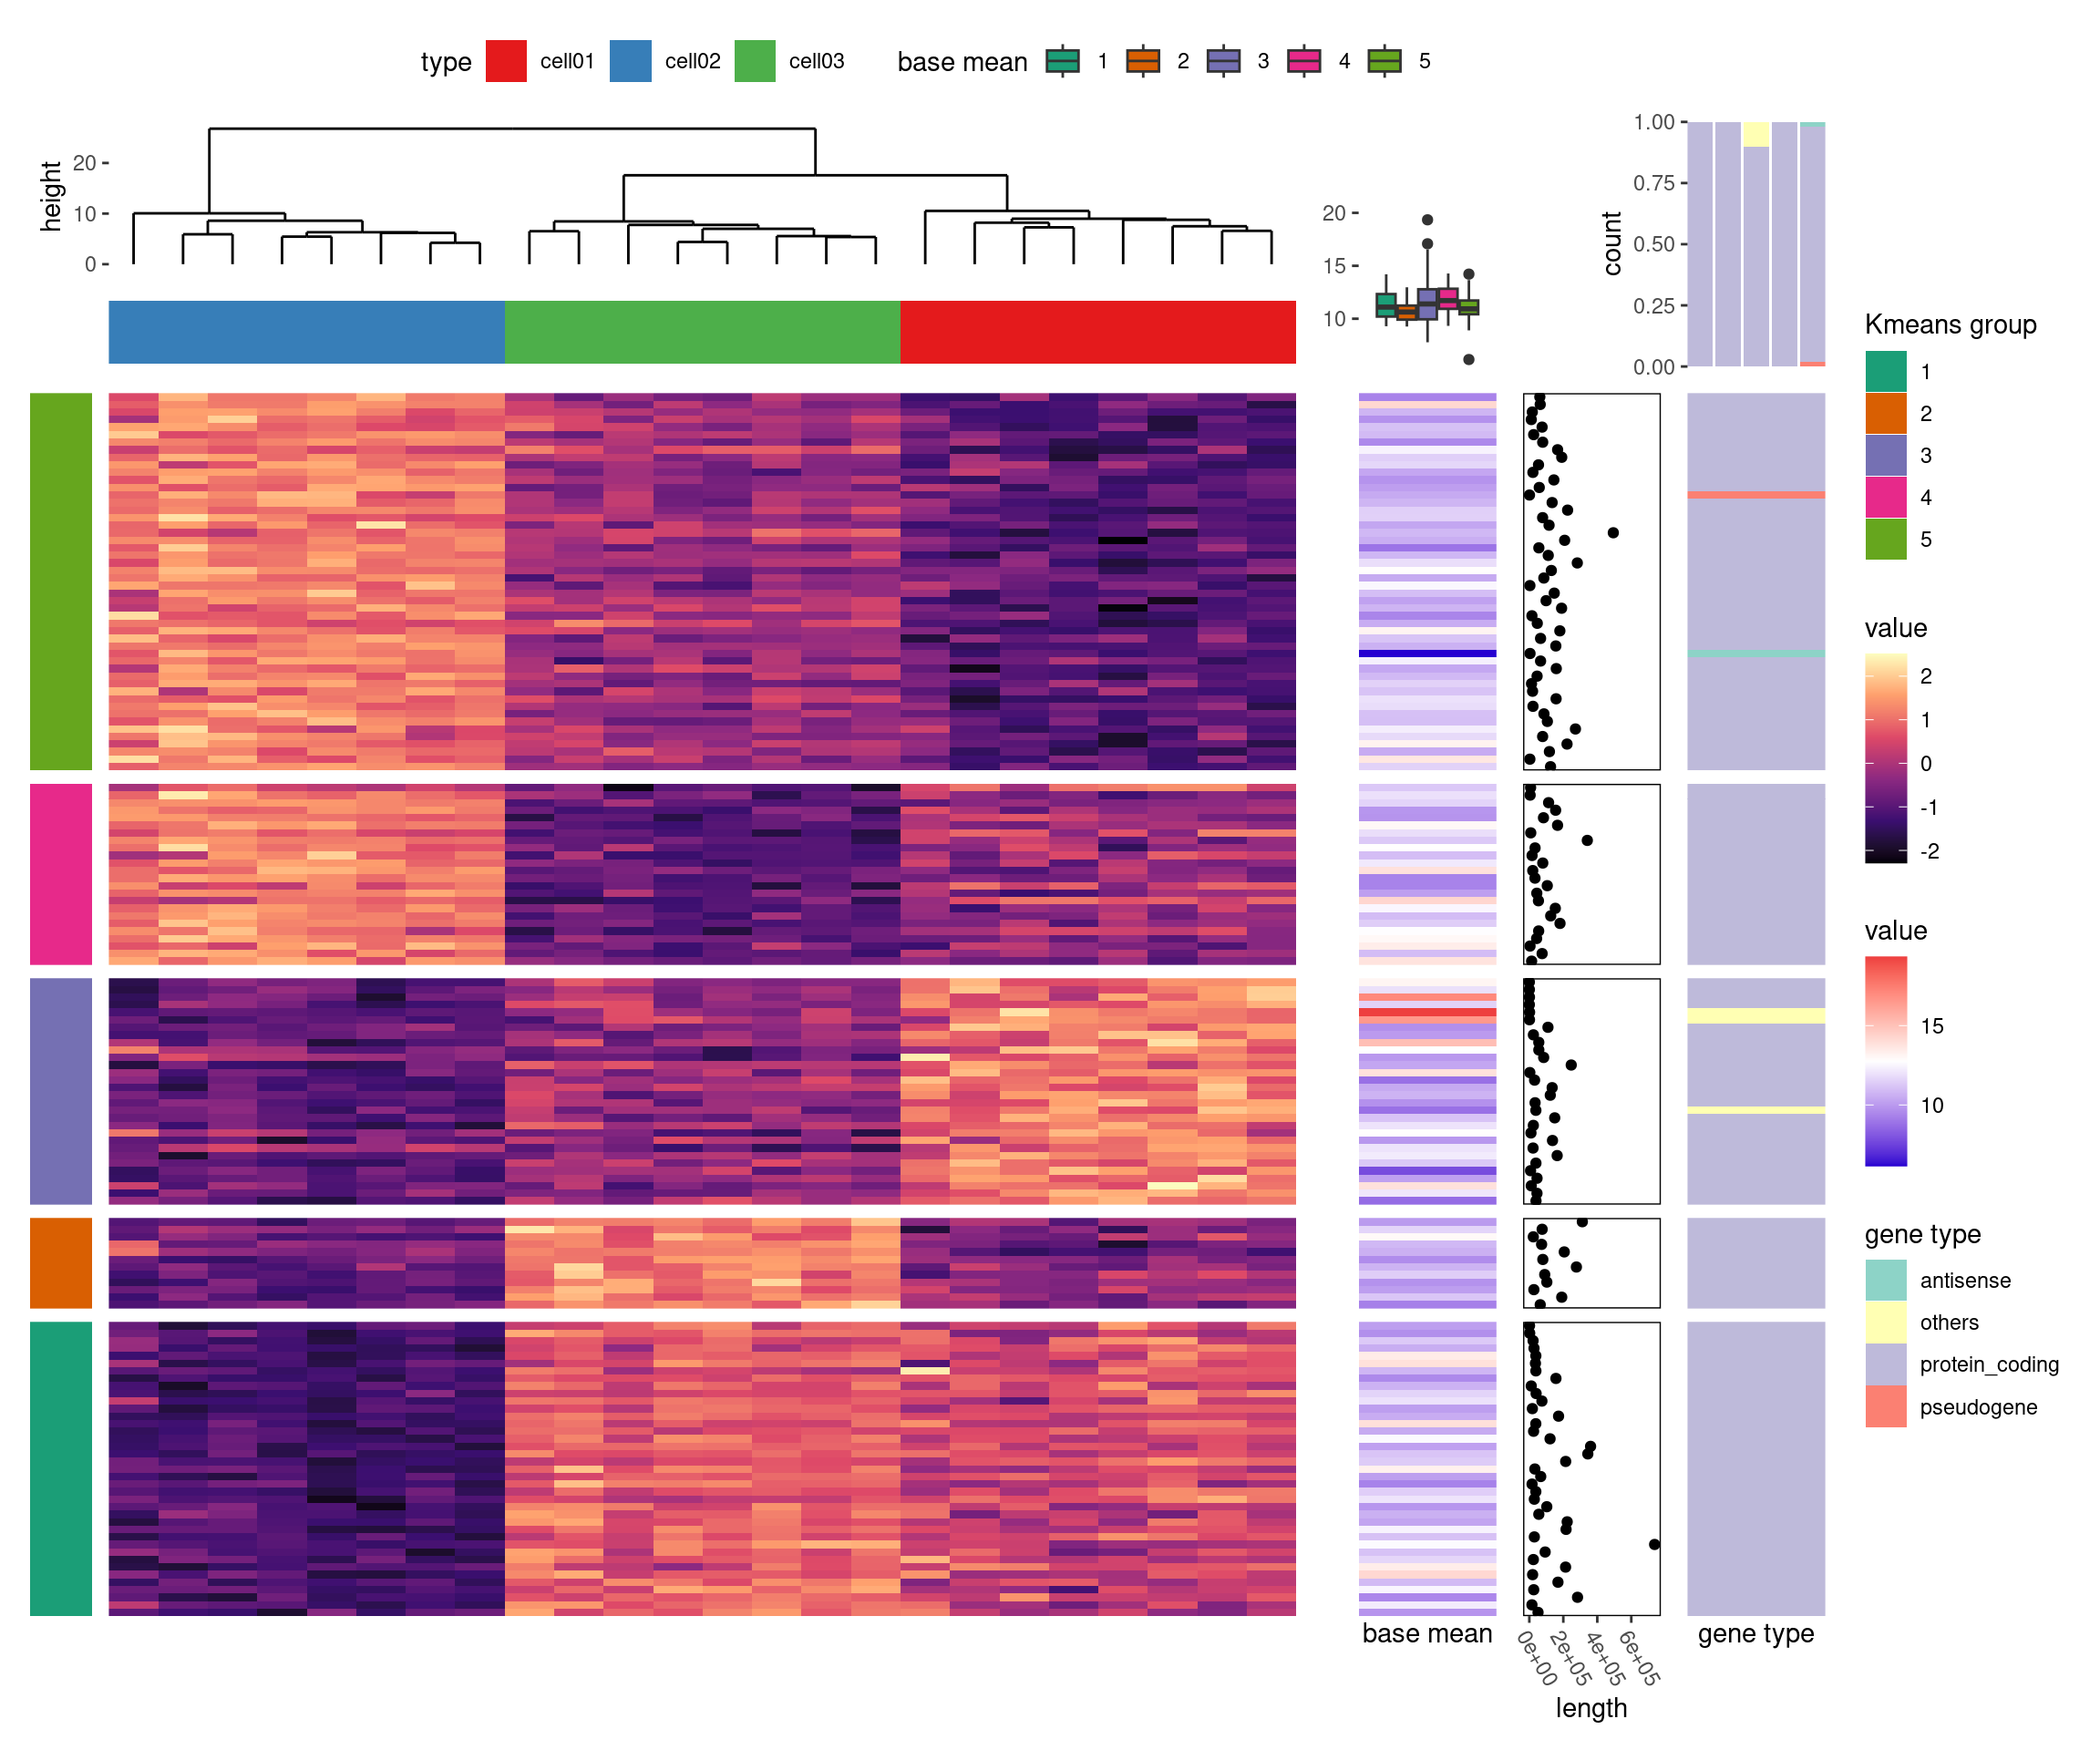 type cell01 cell02 cell03 base mean 1 2 3 4 5
height
20
10
0
20
15
10
count
1.00
0.75
0.50
0.25
0.00
Kmeans group
1
2
3
4
5
value
2
1
0
-1
-2
value
15
10
gene type
antisense
others
protein_coding
pseudogene
base mean
0e+00
2e+05
4e+05
6e+05
length
gene type